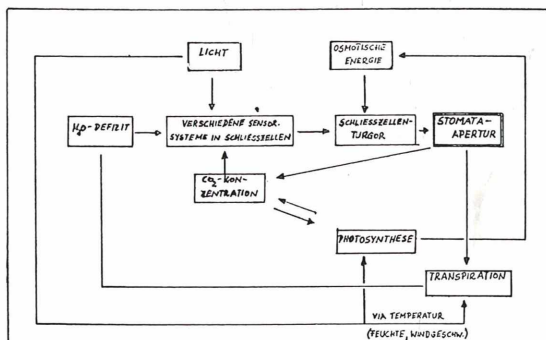 LICHT
OSMOTISCHE
ENERGIE
H₂O-DEFIZIT
VERSCHIEDENE SENSOR.
SYSTEME IN SCHLIESSZELLEN
SCHLIESSZELLEN-
TURGOR
STOMATA-
APERTUR
CO₂-KON-
ZENTRATION
PHOTOSYNTHESE
TRANSPIRATION
VIA TEMPERATUR
(FEUCHTE, WINDGESCHW.)